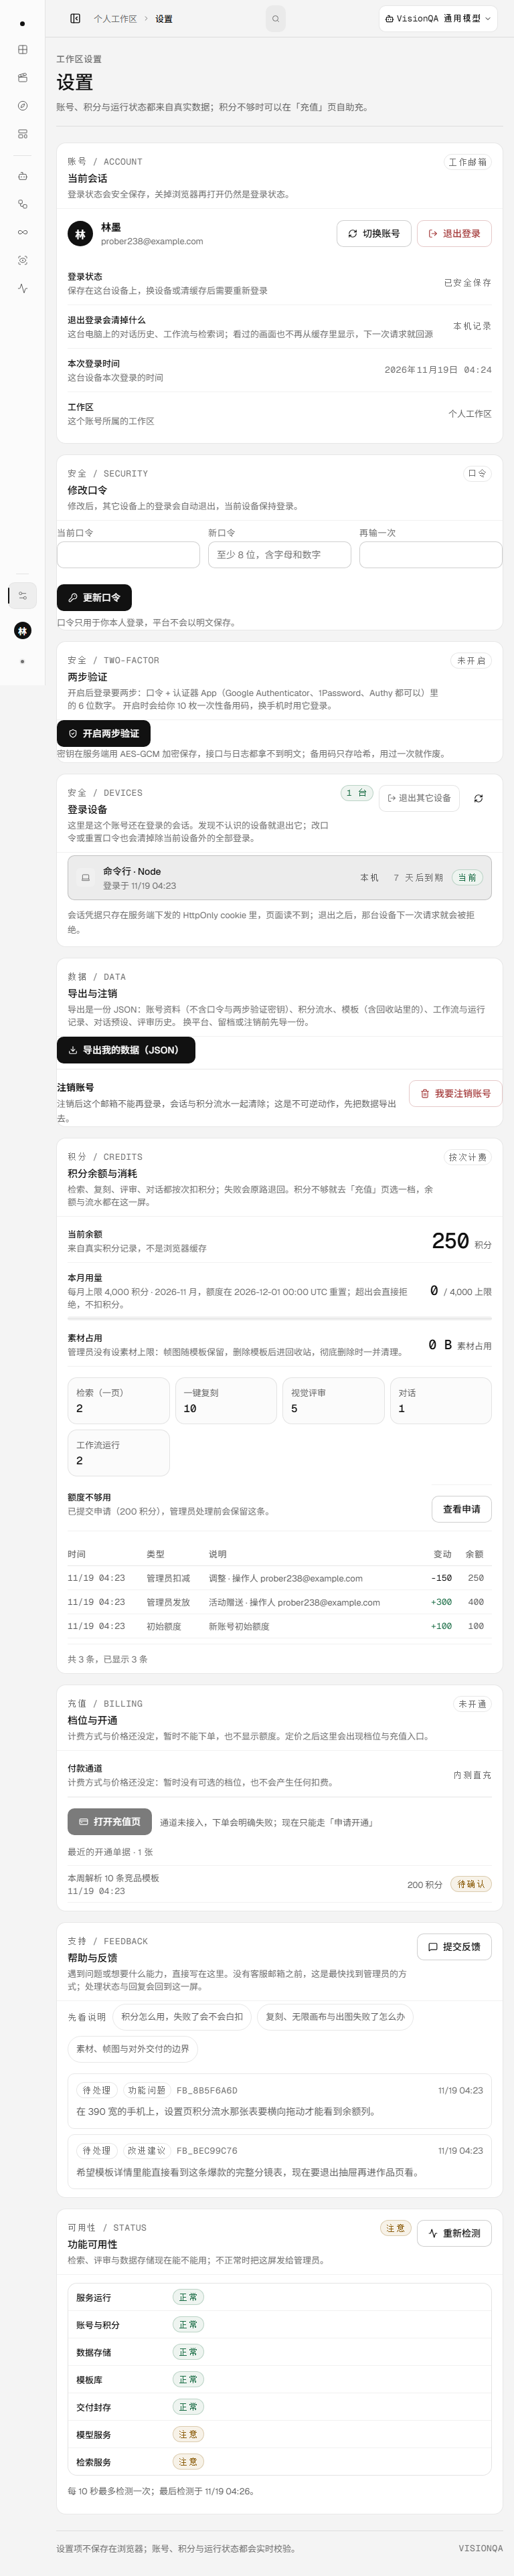 个人工作区 › 设置
VisionQA 通用模型
工作区设置
设置
账号、积分与运行状态都来自真实数据；积分不够时可以在「充值」页自助充。
账号 / ACCOUNT
工作邮箱
当前会话
登录状态会安全保存，关掉浏览器再打开仍然是登录状态。
林
林墨
prober238@example.com
切换账号
退出登录
登录状态
保存在这台设备上，换设备或清缓存后需要重新登录
已安全保存
退出登录会清掉什么
这台电脑上的对话历史、工作流与检索词；看过的画面也不再从缓存里显示，下一次请求就回源
本机记录
本次登录时间
这台设备本次登录的时间
2026年11月19日 04:24
工作区
这个账号所属的工作区
个人工作区
安全 / SECURITY
口令
修改口令
修改后，其它设备上的登录会自动退出，当前设备保持登录。
当前口令
新口令
再输一次
至少 8 位，含字母和数字
更新口令
口令只用于你本人登录，平台不会以明文保存。
安全 / TWO-FACTOR
未开启
两步验证
开启后登录要两步：口令 + 认证器 App（Google Authenticator、1Password、Authy 都可以）里
的 6 位数字。 开启时会给你 10 枚一次性备用码，换手机时用它登录。
开启两步验证
密钥在服务端用 AES-GCM 加密保存，接口与日志都拿不到明文；备用码只存哈希，用过一次就作废。
林
安全 / DEVICES
1 台
退出其它设备
登录设备
这里是这个账号还在登录的会话。发现不认识的设备就退出它；改口
令或重置口令也会清掉除当前设备外的全部登录。
命令行 · Node
登录于 11/19 04:23
本机
7 天后到期
当前
会话凭据只存在服务端下发的 HttpOnly cookie 里，页面读不到；退出之后，那台设备下一次请求就会被拒
绝。
数据 / DATA
导出与注销
导出是一份 JSON：账号资料（不含口令与两步验证密钥）、积分流水、模板（含回收站里的）、工作流与运行
记录、对话预设、评审历史。 换平台、留档或注销前先导一份。
导出我的数据（JSON）
注销账号
注销后这个邮箱不能再登录，会话与积分流水一起清除；这是不可逆动作，先把数据导出
去。
我要注销账号
积分 / CREDITS
按次计费
积分余额与消耗
检索、复刻、评审、对话都按次扣积分；失败会原路退回。积分不够就去「充值」页选一档，余
额与流水都在这一屏。
当前余额
来自真实积分记录，不是浏览器缓存
250 积分
本月用量
每月上限 4,000 积分 · 2026-11 月，额度在 2026-12-01 00:00 UTC 重置；超出会直接拒
绝，不扣积分。
0 / 4,000 上限
素材占用
管理员没有设素材上限：帧图随模板保留，删除模板后进回收站，彻底删除时一并清理。
0 B 素材占用
检索（一页）
2
一键复刻
10
视觉评审
5
对话
1
工作流运行
2
额度不够用
已提交申请（200 积分），管理员处理前会保留这条。
查看申请
时间 类型 说明 变动 余额
11/19 04:23 管理员扣减 调整 · 操作人 prober238@example.com -150 250
11/19 04:23 管理员发放 活动赠送 · 操作人 prober238@example.com +300 400
11/19 04:23 初始额度 新账号初始额度 +100 100
共 3 条，已显示 3 条
充值 / BILLING
未开通
档位与开通
计费方式与价格还没定，暂时不能下单，也不显示额度。定价之后这里会出现档位与充值入口。
付款通道
计费方式与价格还没定：暂时没有可选的档位，也不会产生任何扣费。
内测直充
打开充值页
通道未接入，下单会明确失败；现在只能走「申请开通」
最近的开通单据 · 1 张
本周解析 10 条竞品模板
11/19 04:23
200 积分
待确认
支持 / FEEDBACK
提交反馈
帮助与反馈
遇到问题或想要什么能力，直接写在这里。没有客服邮箱之前，这是最快找到管理员的方
式；处理状态与回复会回到这一屏。
先看说明
积分怎么用，失败了会不会白扣
复刻、无限画布与出图失败了怎么办
素材、帧图与对外交付的边界
待处理 功能问题 FB_8B5F6A6D
11/19 04:23
在 390 宽的手机上，设置页积分流水那张表要横向拖动才能看到余额列。
待处理 改进建议 FB_BEC99C76
11/19 04:23
希望模板详情里能直接看到这条爆款的完整分镜表，现在要退出抽屉再进作品页看。
可用性 / STATUS
注意
重新检测
功能可用性
检索、评审与数据存储现在能不能用；不正常时把这屏发给管理员。
服务运行 正常
账号与积分 正常
数据存储 正常
模板库 正常
交付封存 正常
模型服务 注意
检索服务 注意
每 10 秒最多检测一次；最后检测于 11/19 04:26。
设置项不保存在浏览器；账号、积分与运行状态都会实时校验。
VISIONQA